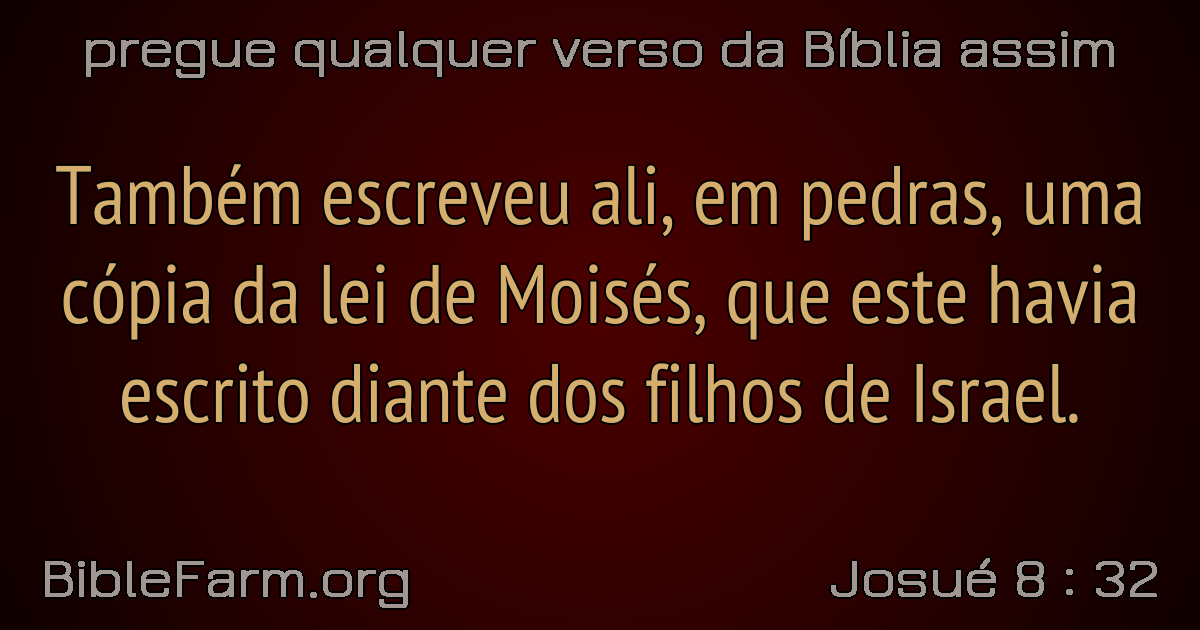 pregue qualquer verso da Bíblia assim
Também escreveu ali, em pedras, uma
cópia da lei de Moisés, que este havia
escrito diante dos filhos de Israel.
BibleFarm.org
Josué 8 : 32